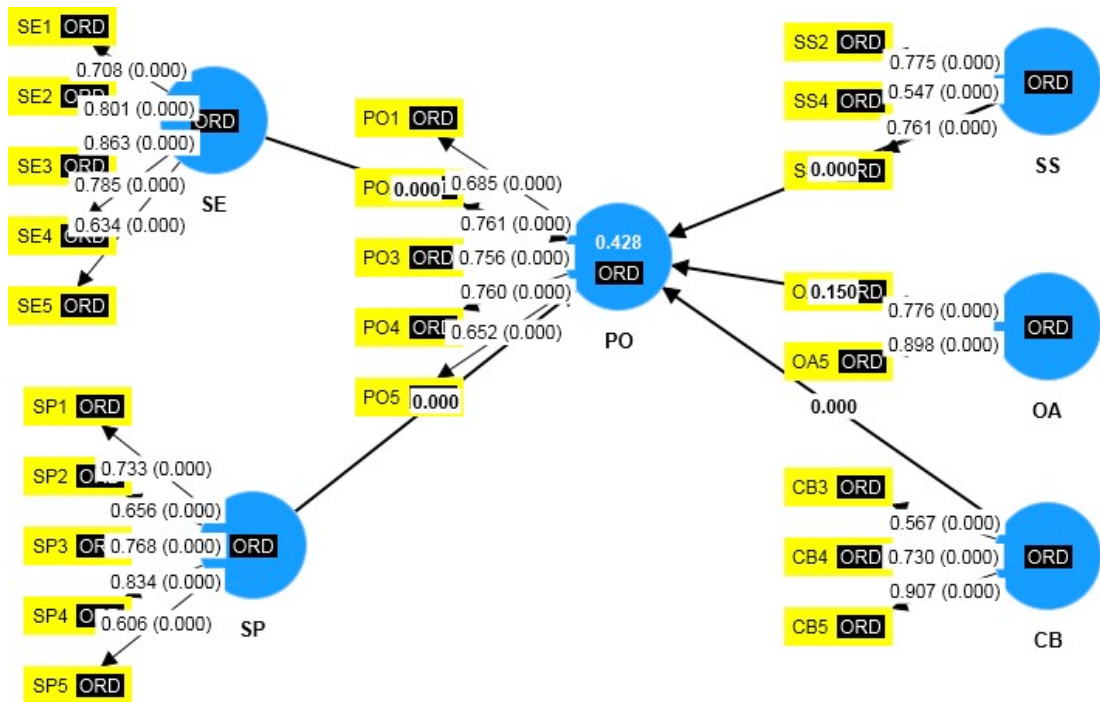 SE1 ORD
0.708 (0.000)
SE2 ORD
0.801 (0.000)
ORD
0.863 (0.000)
SE3 ORD
0.785 (0.000)
SE
SE4 ORD
0.634 (0.000)
SE5 ORD
PO1 ORD
PO
0.000
0.685 (0.000)
0.761 (0.000)
PO3 ORD
0.756 (0.000)
0.760 (0.000)
PO4 ORD
0.652 (0.000)
PO5
0.000
0.428
ORD
PO
SP1 ORD
0.733 (0.000)
SP2
0.656 (0.000)
SP3 ORD
0.768 (0.000)
ORD
0.834 (0.000)
SP4
0.606 (0.000)
SP
SP5 ORD
SS2 ORD
0.775 (0.000)
ORD
SS4 ORD
0.547 (0.000)
0.761 (0.000)
0.000
SS
0.150
0.776 (0.000)
ORD
0.898 (0.000)
OA5 ORD
OA
0.000
CB3 ORD
0.567 (0.000)
CB4 ORD
0.730 (0.000)
ORD
0.907 (0.000)
CB5 ORD
CB